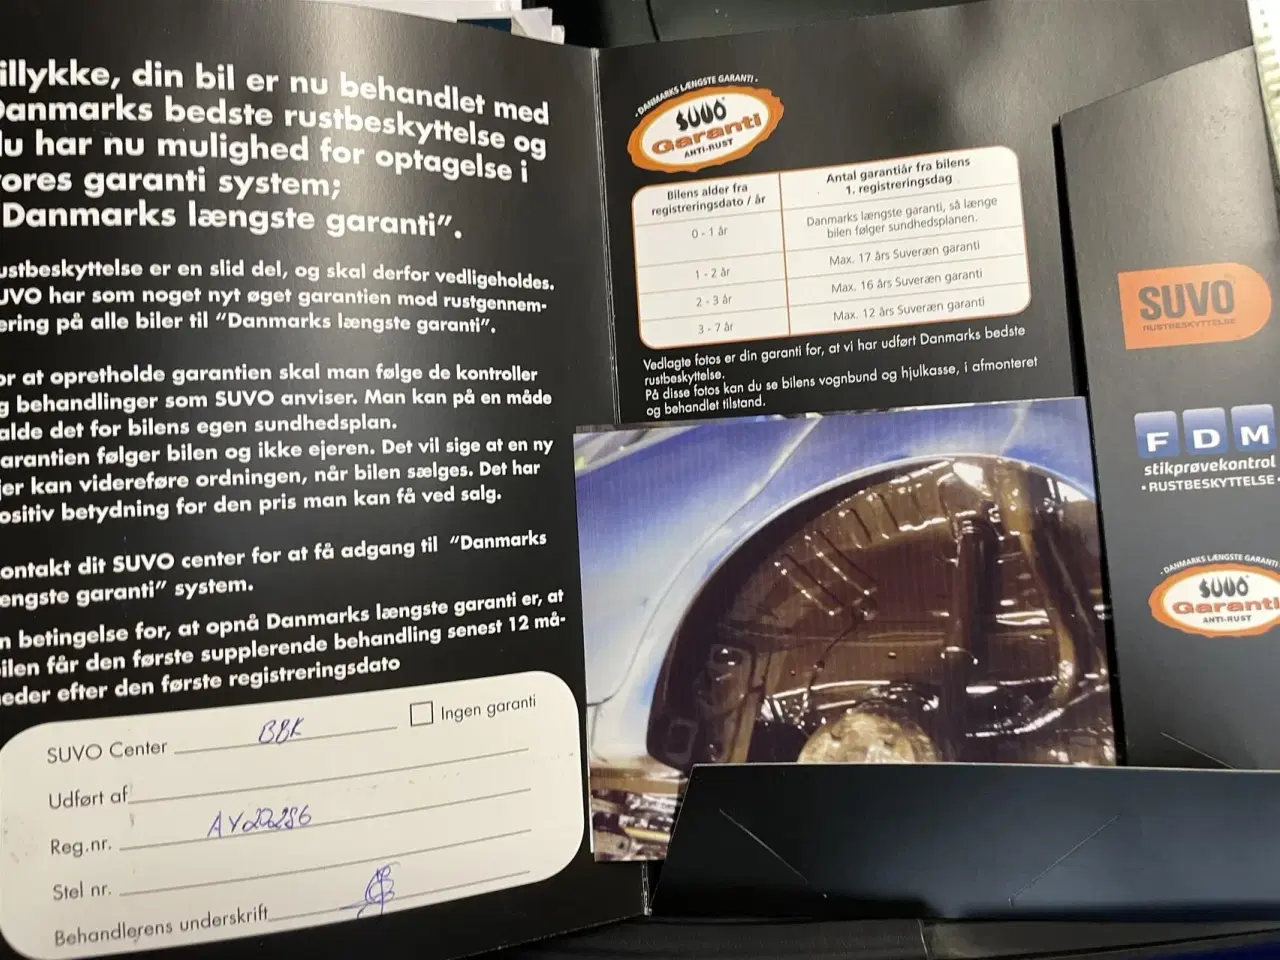 illykke, din bil er nu behandlet med
Danmarks bedste rustbeskyttelse og
du har nu mulighed for optagelse i
ores garanti system;
"Danmarks længste garanti".
ustbeskyttelse er en slid del, og skal derfor vedligeholdes.
UVO har som noget nyt øget garantien mod rustgennem-
ering på alle biler til "Danmarks længste garanti".
or at opretholde garantien skal man følge de kontroller
g behandlinger som SUVO anviser. Man kan på en måde
alde det for bilens egen sundhedsplan.
arantien følger bilen og ikke ejeren. Det vil sige at en ny
jer kan videreføre ordningen, når bilen sælges. Det har
ositiv betydning for den pris man kan få ved salg.
ontakt dit SUVO center for at få adgang til "Danmarks
ængste garanti" system.
n betingelse for, at opnå Danmarks længste garanti er, at
bilen får den første supplerende behandling senest 12 må-
neder efter den første registreringsdato
SUVO Center BBK
Ingen garanti
Udført af
Reg.nr. AY22286
Stel nr.
Behandlerens underskrift
· DANMARKS LÆNGSTE GARANTI ·
SUVO
Garanti
ANTI-RUST
Bilens alder fra registreringsdato / år
Antal garantiår fra bilens 1. registreringsdag
0 - 1 år Danmarks længste garanti, så længe bilen følger sundhedsplanen.
1 - 2 år Max. 17 års Suveræn garanti
2 - 3 år Max. 16 års Suveræn garanti
3 - 7 år Max. 12 års Suveræn garanti
Vedlagte fotos er din garanti for, at vi har udført Danmarks bedste
rustbeskyttelse.
På disse fotos kan du se bilens vognbund og hjulkasse, i afmonteret
og behandlet tilstand.
SUVO
RUSTBESKYTTELSE
FDM
stikprøvekontrol
· RUSTBESKYTTELSE ·
· DANMARKS LÆNGSTE GARANTI
SUVO
Garanti
ANTI-RUST